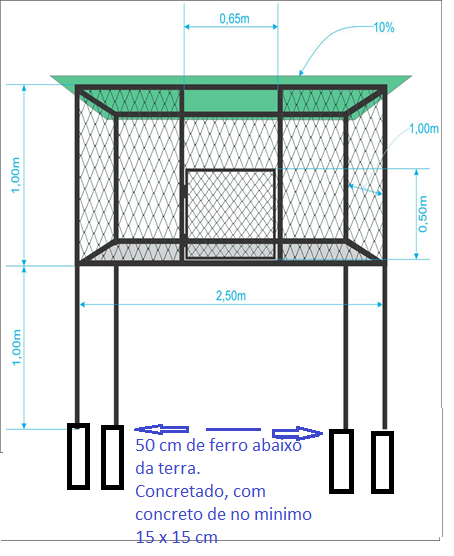 0,65m
10%
1,00m
1,00m
0,50m
2,50m
1,00m
50 cm de ferro abaixo
da terra.
Concretado, com
concreto de no minimo
15 x 15 cm